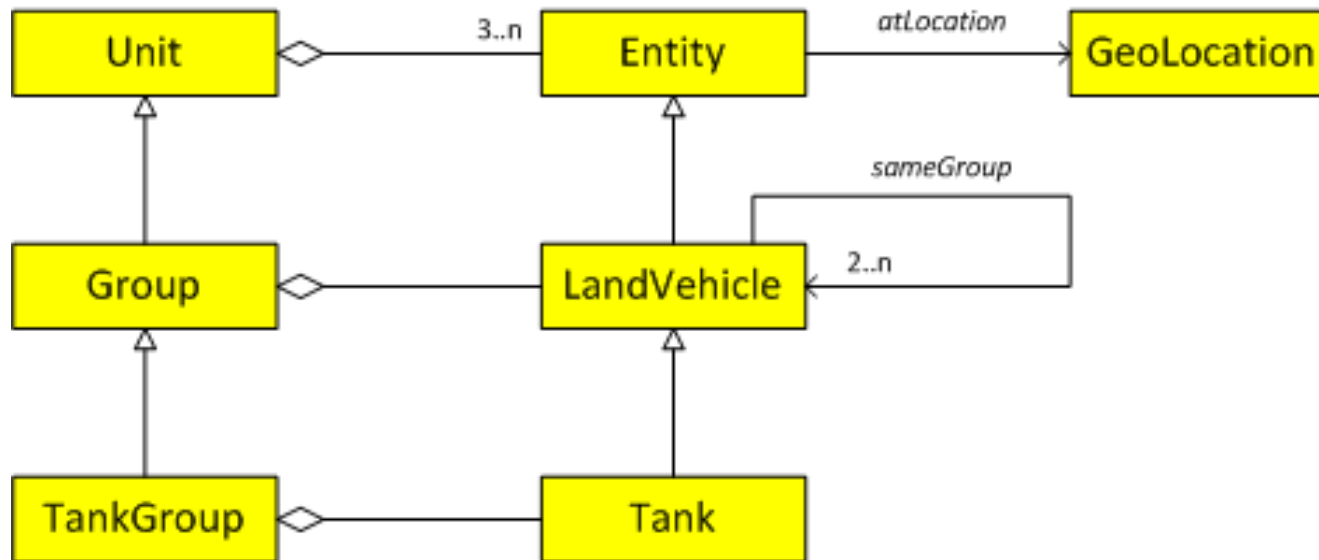 Unit
3..n
Entity
atLocation
GeoLocation
sameGroup
Group
LandVehicle
2..n
TankGroup
Tank